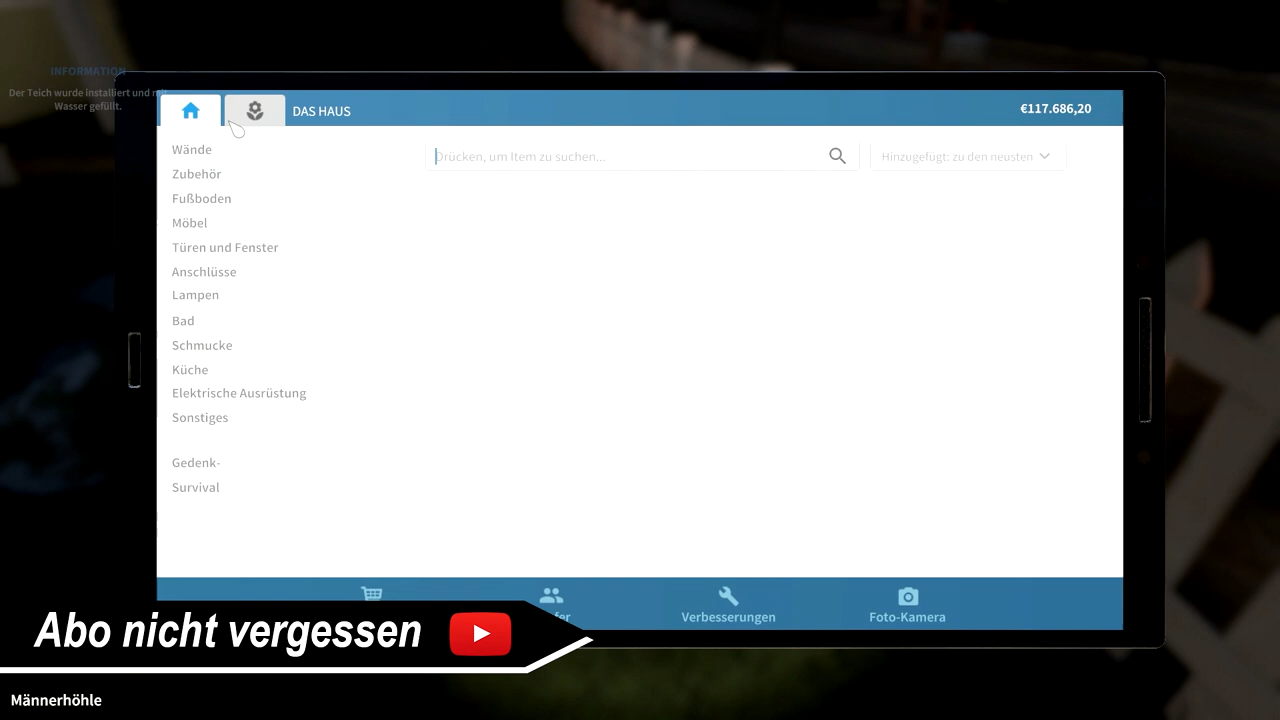 INFORMATION
Der Teich wurde installiert und mit
Wasser gefüllt.
DAS HAUS
€117.686,20
Wände
Zubehör
Fußboden
Möbel
Türen und Fenster
Anschlüsse
Lampen
Bad
Schmucke
Küche
Elektrische Ausrüstung
Sonstiges
Gedenk-
Survival
Drücken, um Item zu suchen...
Hinzugefügt: zu den neusten
Verbesserungen
Foto-Kamera
Abo nicht vergessen
Männerhöhle